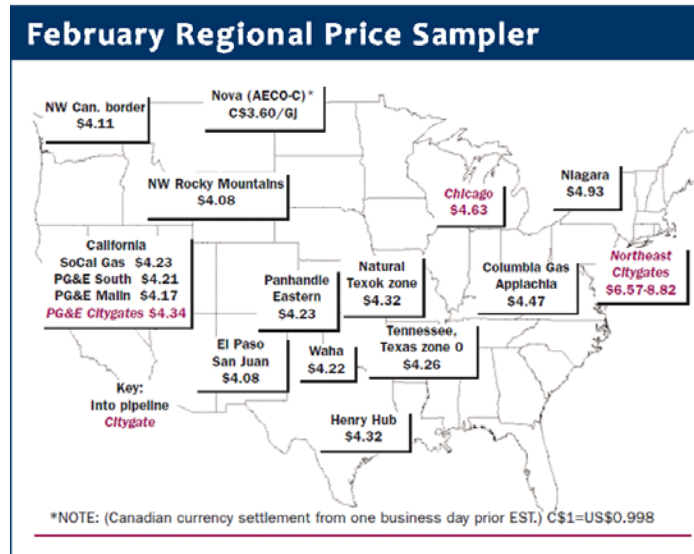 February Regional Price Sampler
NW Can. border
$4.11
Nova (AECO-C)*
C$3.60/GJ
NW Rocky Mountains
$4.08
Chicago
$4.63
Niagara
$4.93
California
SoCal Gas $4.23
PG&E South $4.21
PG&E Malin $4.17
PG&E Citygates $4.34
Panhandle
Eastern
$4.23
Natural
Texok zone
$4.32
Columbia Gas
Applachia
$4.47
Northeast
Citygates
$6.57-8.82
El Paso
San Juan
$4.08
Waha
$4.22
Tennessee,
Texas zone 0
$4.26
Key:
Into pipeline
Citygate
Henry Hub
$4.32
*NOTE: (Canadian currency settlement from one business day prior EST.) C$1=US$0.998